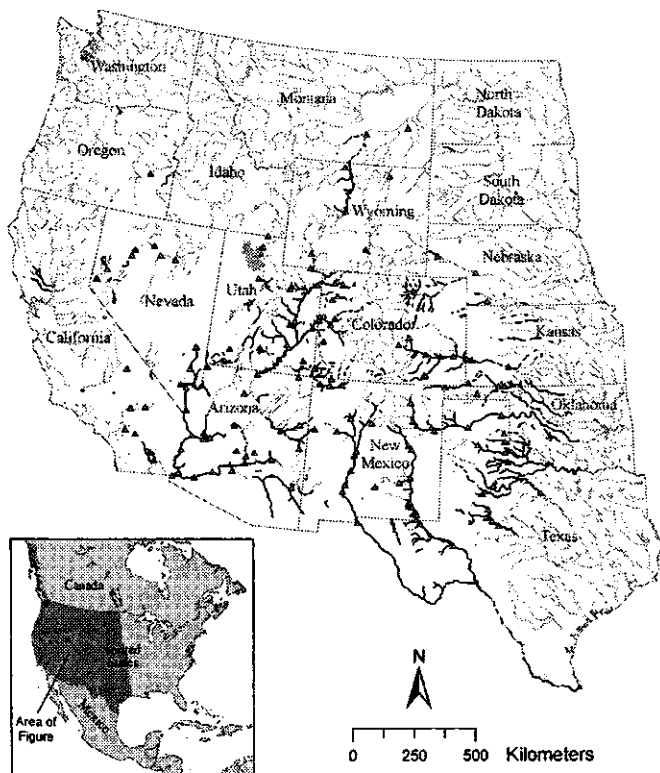 Washington
Montana
North
Dakota
Oregon
Idaho
South
Dakota
Wyoming
Nebraska
Nevada
Utah
Colorado
Kansas
California
Arizona
Oklahoma
New
Mexico
Texas
Canada
United
States
Mexico
Area of
Figure
N
0 250 500 Kilometers